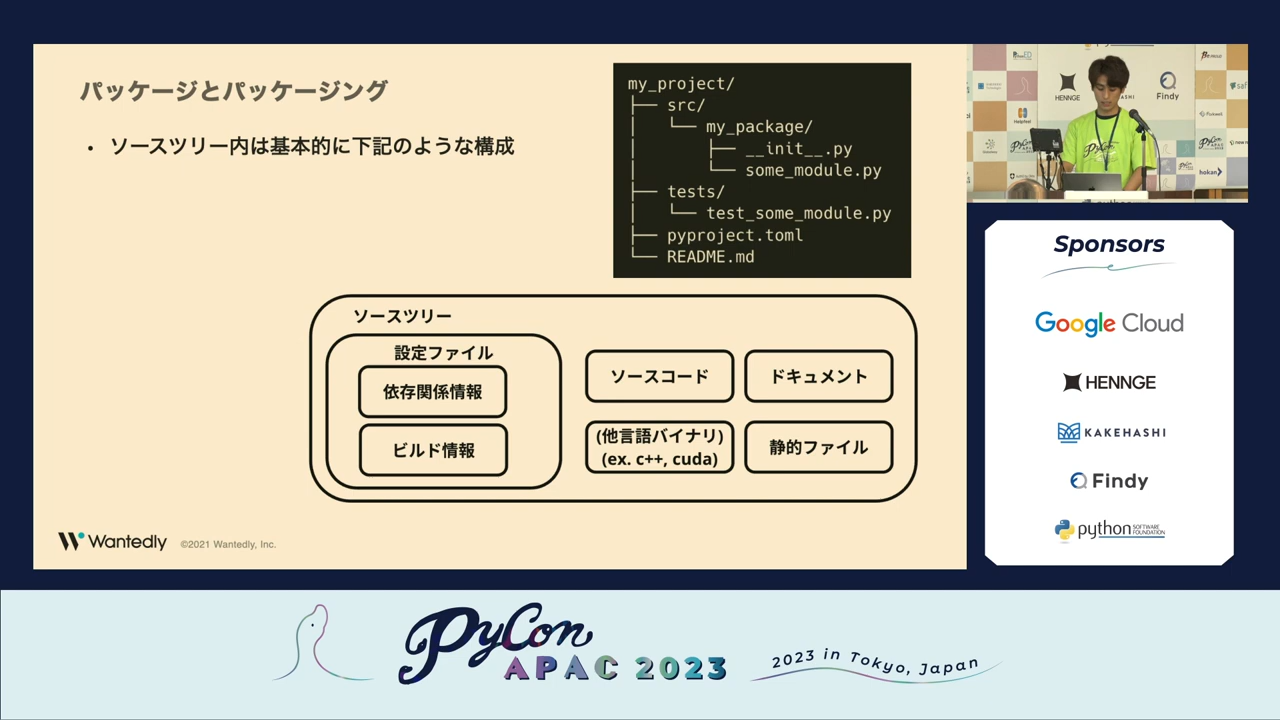 パッケージとパッケージング
• ソースツリー内は基本的に下記のような構成
my_project/
├── src/
│   └── my_package/
│       ├── __init__.py
│       └── some_module.py
├── tests/
│   └── test_some_module.py
├── pyproject.toml
└── README.md
ソースツリー
設定ファイル
依存関係情報
ビルド情報
ソースコード
ドキュメント
(他言語バイナリ)
(ex. c++, cuda)
静的ファイル
Wantedly ©2021 Wantedly, Inc.
HENNGE
Findy
hokan
Sponsors
Google Cloud
HENNGE
KAKEHASHI
Findy
python SOFTWARE FOUNDATION
PyCon
APAC 2023
2023 in Tokyo, Japan